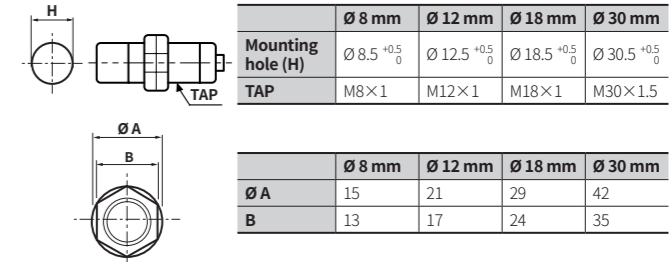 H
TAP
Ø 8 mm Ø 12 mm Ø 18 mm Ø 30 mm
Mounting hole (H) Ø 8.5 +0.5 0 Ø 12.5 +0.5 0 Ø 18.5 +0.5 0 Ø 30.5 +0.5 0
TAP M8×1 M12×1 M18×1 M30×1.5
Ø A
B
Ø 8 mm Ø 12 mm Ø 18 mm Ø 30 mm
Ø A 15 21 29 42
B 13 17 24 35